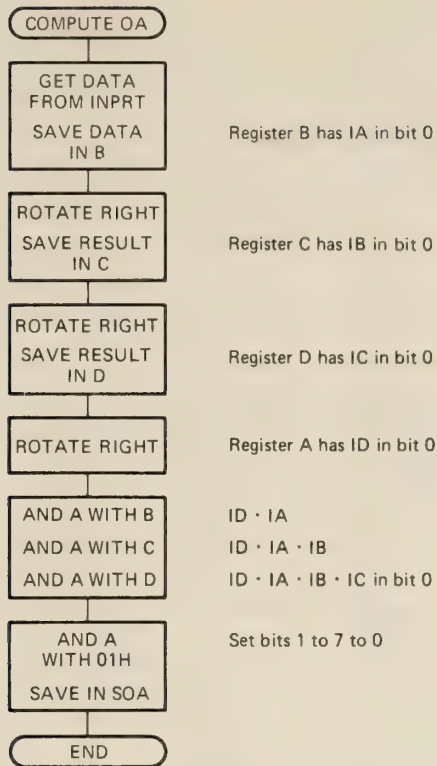 COMPUTE OA
GET DATA
FROM INPRT
SAVE DATA
IN B
Register B has IA in bit 0
ROTATE RIGHT
SAVE RESULT
IN C
Register C has IB in bit 0
ROTATE RIGHT
SAVE RESULT
IN D
Register D has IC in bit 0
ROTATE RIGHT
Register A has ID in bit 0
AND A WITH B
ID · IA
AND A WITH C
ID · IA · IB
AND A WITH D
ID · IA · IB · IC in bit 0
AND A
WITH 01H
Set bits 1 to 7 to 0
SAVE IN SOA
END